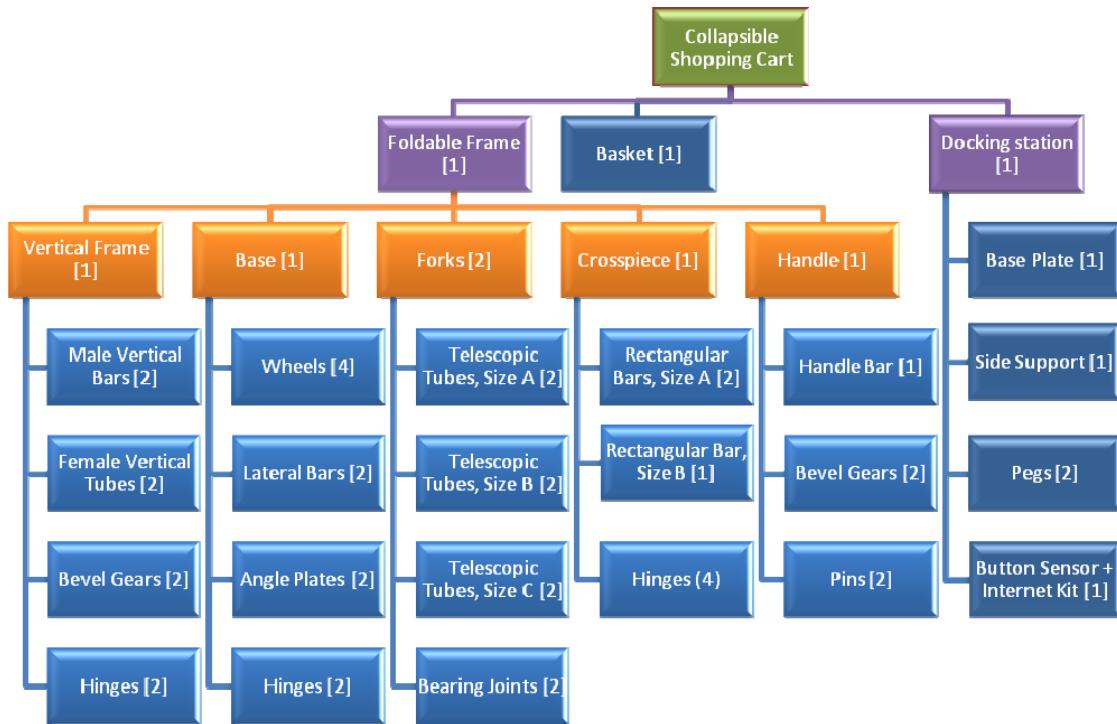 Collapsible
Shopping Cart
Foldable Frame
[1]
Basket [1]
Docking station
[1]
Vertical Frame
[1]
Base [1]
Forks [2]
Crosspiece [1]
Handle [1]
Base Plate [1]
Male Vertical
Bars [2]
Wheels [4]
Telescopic
Tubes, Size A [2]
Rectangular
Bars, Size A [2]
Handle Bar [1]
Side Support [1]
Female Vertical
Tubes [2]
Lateral Bars [2]
Telescopic
Tubes, Size B [2]
Rectangular Bar,
Size B [1]
Bevel Gears [2]
Pegs [2]
Bevel Gears [2]
Angle Plates [2]
Telescopic
Tubes, Size C [2]
Hinges (4)
Pins [2]
Button Sensor +
Internet Kit [1]
Hinges [2]
Hinges [2]
Bearing Joints [2]